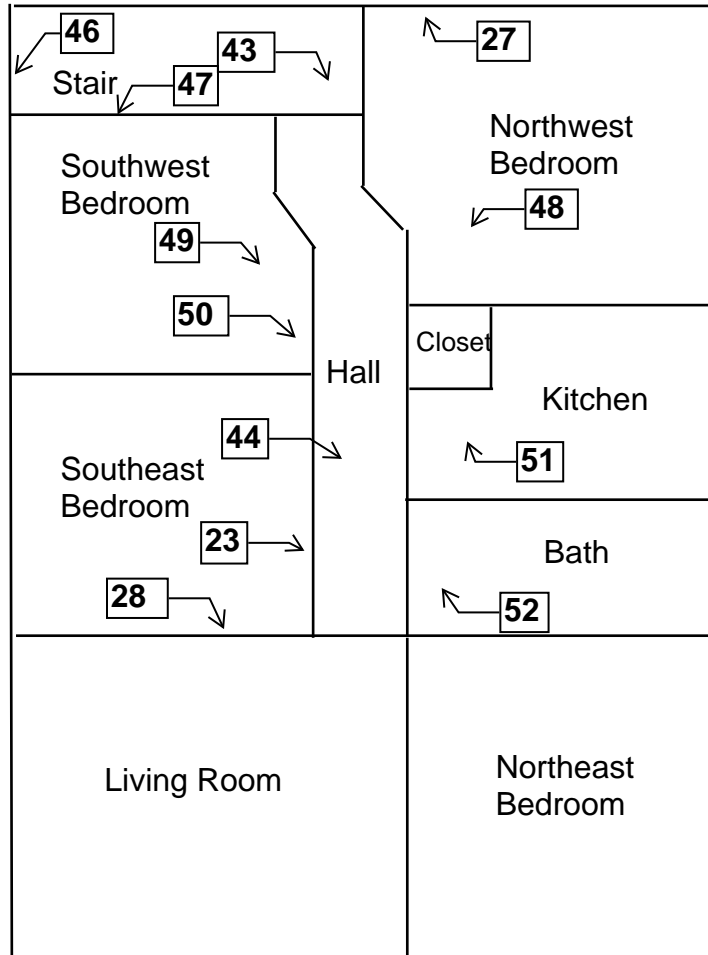 46
43
27
Stair
47
Northwest
Bedroom
Southwest
Bedroom
48
49
50
Closet
Hall
Kitchen
44
51
Southeast
Bedroom
23
Bath
28
52
Living Room
Northeast
Bedroom